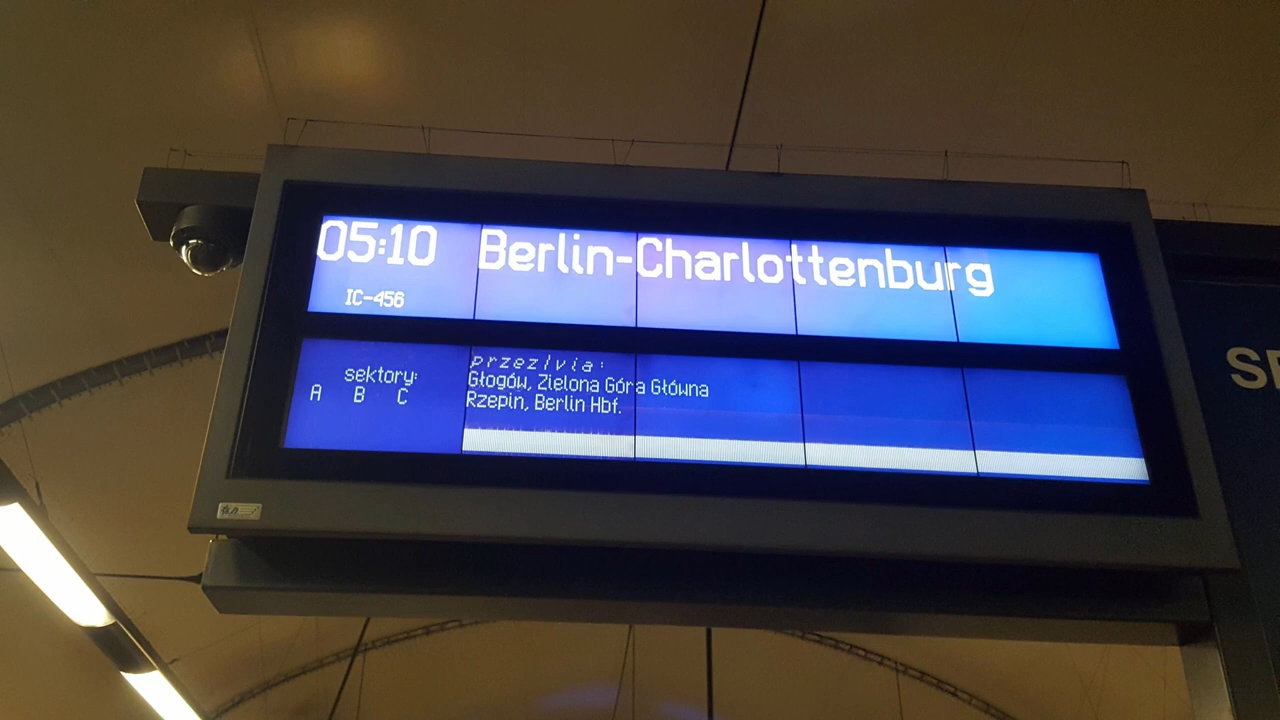 05:10 Berlin-Charlottenburg
IC-456
sektory:
A B C
przez/via:
Głogów, Zielona Góra Główna
Rzepin, Berlin Hbf.